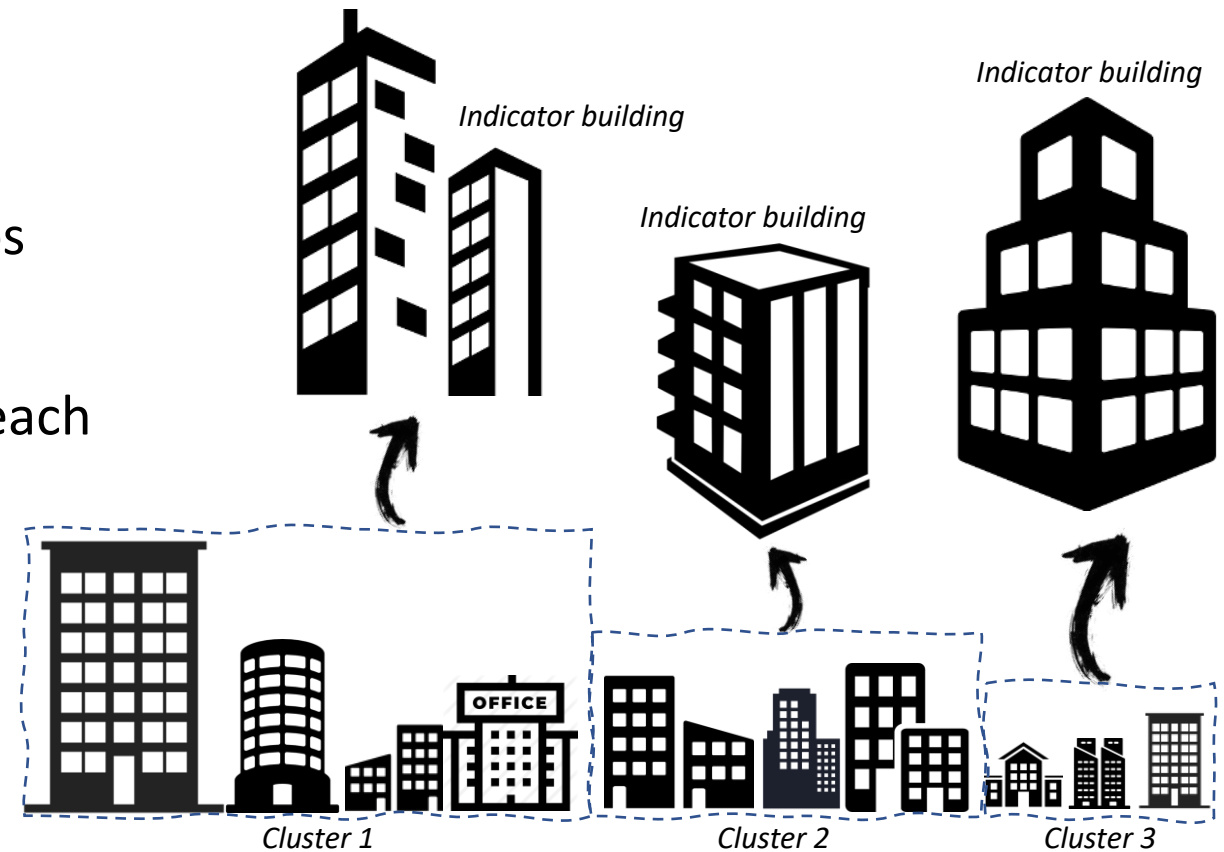 Indicator building
Indicator building
Indicator building
each
OFFICE
Cluster 1
Cluster 2
Cluster 3